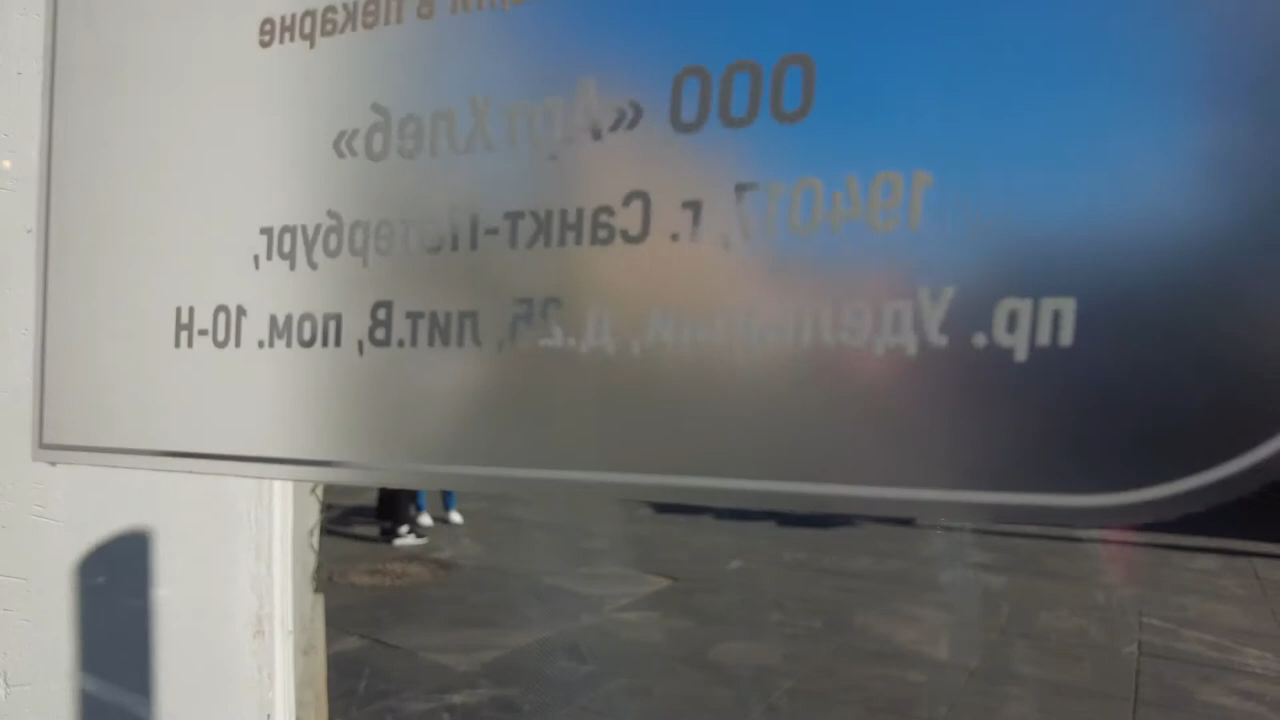 в пекарне
ООО «АртХлеб»
194017, г. Санкт-Петербург,
пр. Удельный, д.25, лит.В, пом. 10-Н